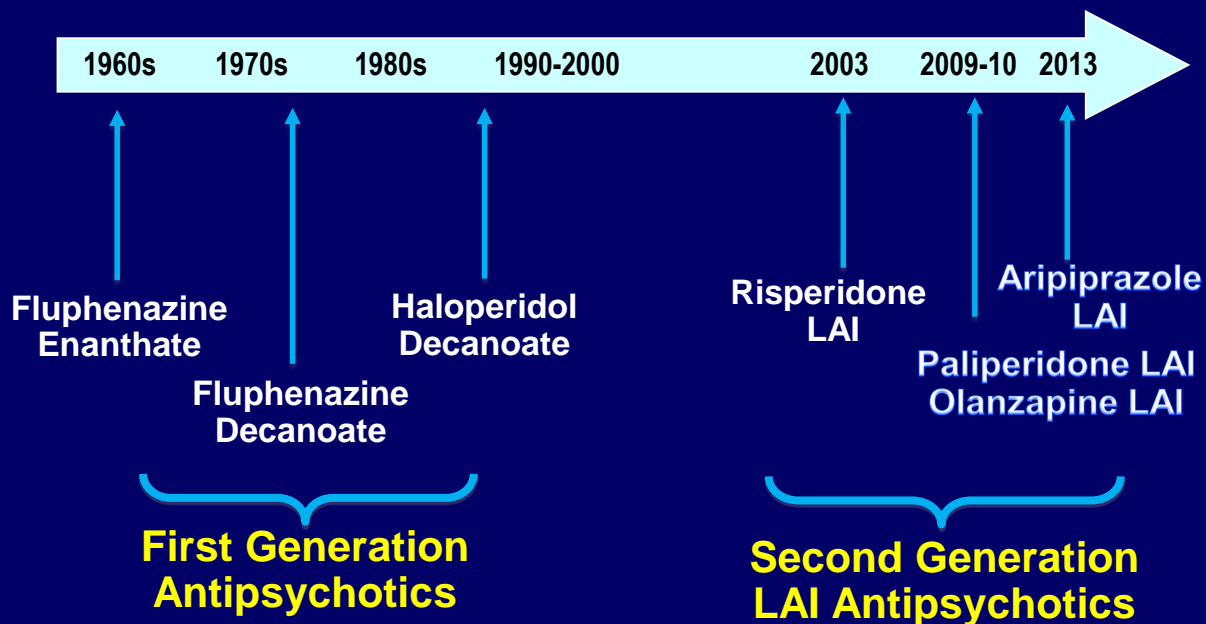 1960s 1970s 1980s 1990-2000 2003 2009-10 2013
Fluphenazine
Enanthate
Fluphenazine
Decanoate
Haloperidol
Decanoate
Risperidone
LAI
Aripiprazole
LAI
Paliperidone LAI
Olanzapine LAI
First Generation
Antipsychotics
Second Generation
LAI Antipsychotics